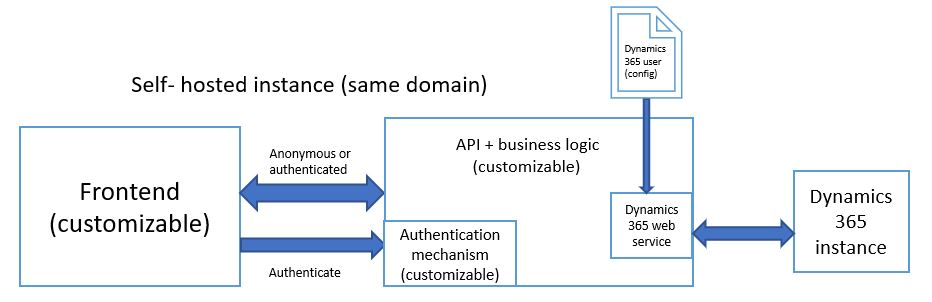 Dynamics
365 user
(config)
Self- hosted instance (same domain)
Frontend
(customizable)
Anonymous or
authenticated
Authenticate
API + business logic
(customizable)
Authentication
mechanism
(customizable)
Dynamics
365 web
service
Dynamics
365
instance